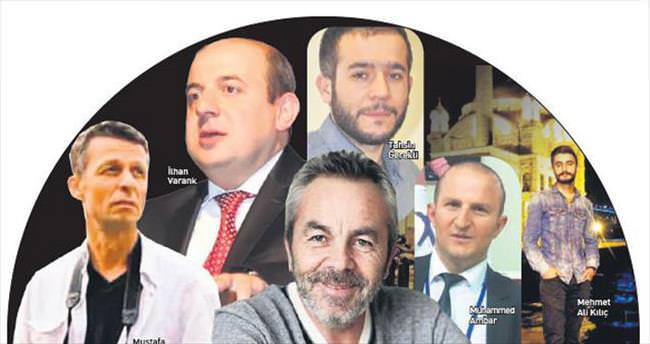 İlhan
Varank
Tahsin
Gerekli
Muhammed
Ambar
Mehmet
Ali Kılıç
Mustafa